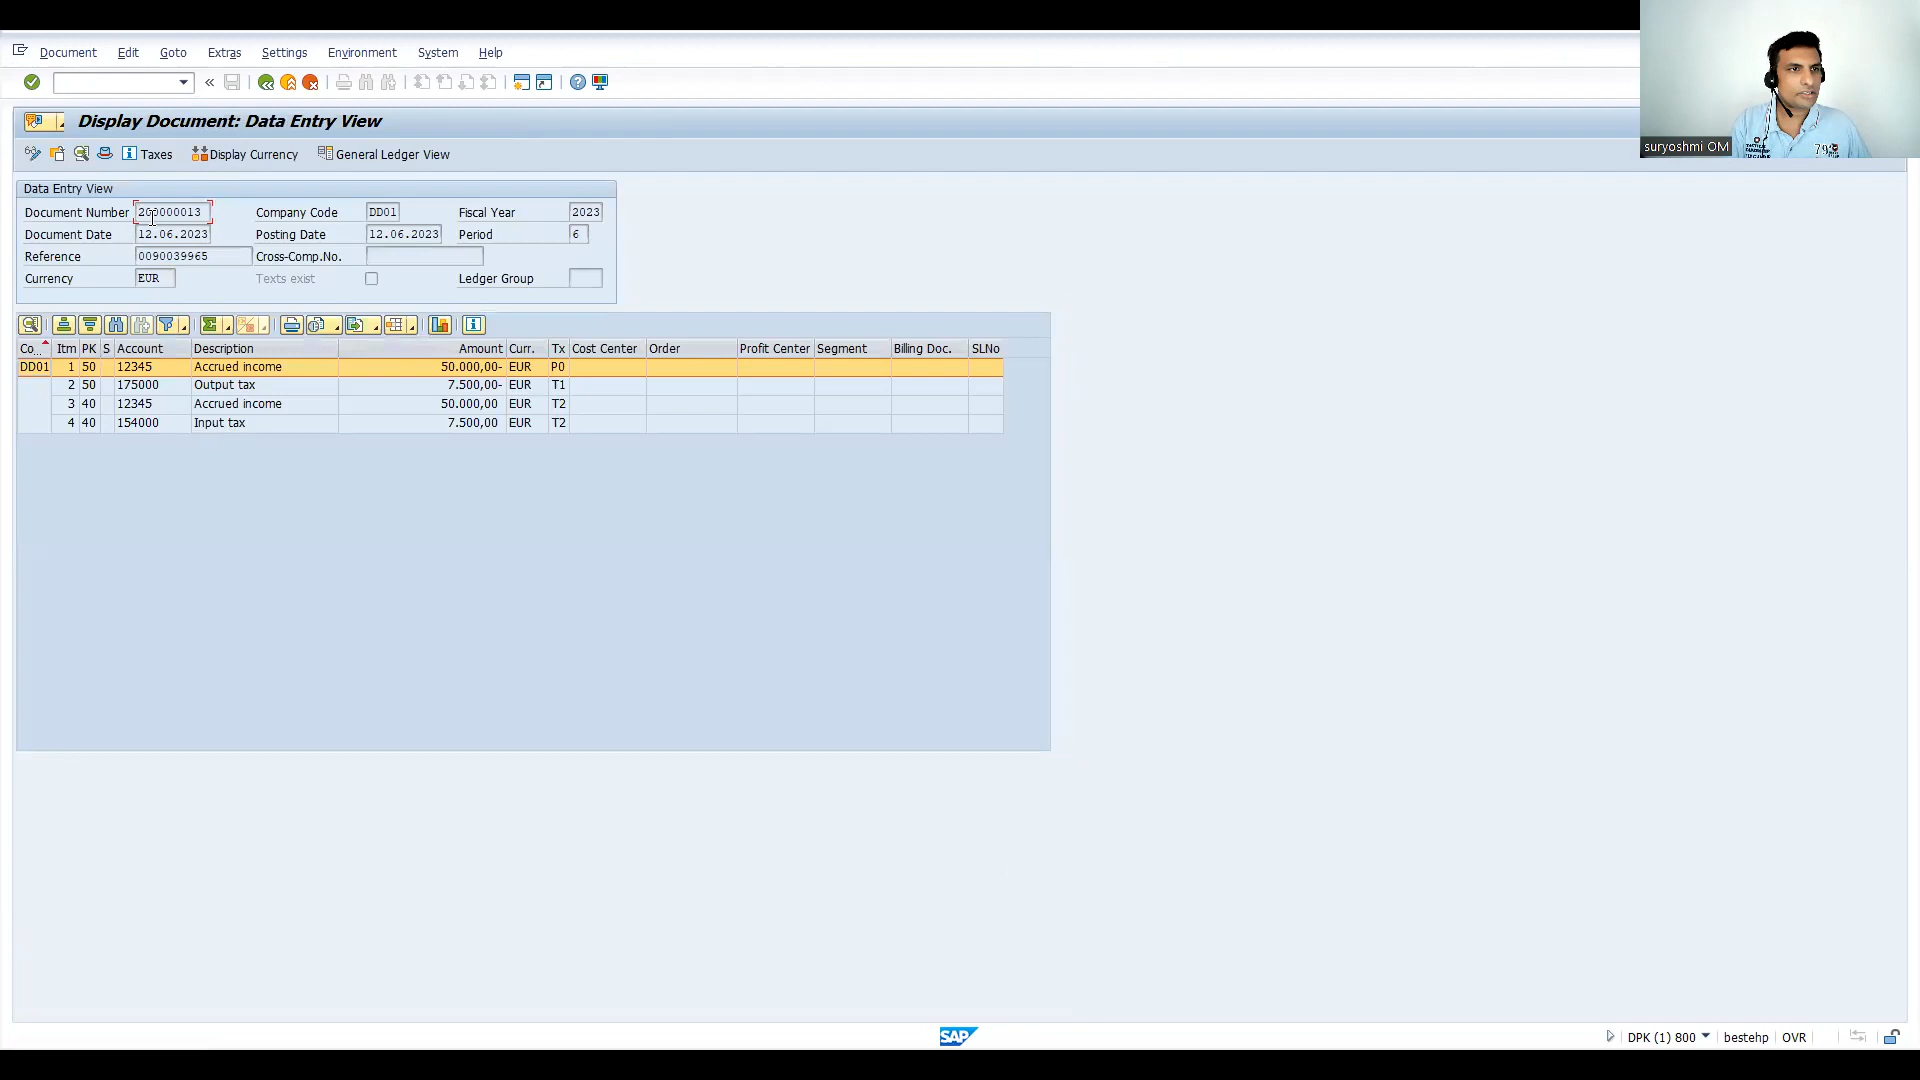 Document Edit Goto Extras Settings Environment System Help
Display Document: Data Entry View
Taxes Display Currency General Ledger View
suryoshmi OM
Data Entry View
Document Number 200000013 Company Code DD01 Fiscal Year 2023
Document Date 12.06.2023 Posting Date 12.06.2023 Period 6
Reference 0090039965 Cross-Comp.No.
Currency EUR Texts exist Ledger Group
Co... Itm PK S Account Description Amount Curr. Tx Cost Center Order Profit Center Segment Billing Doc. SLNo
DD01 1 50 12345 Accrued income 50.000,00- EUR P0
2 50 175000 Output tax 7.500,00- EUR T1
3 40 12345 Accrued income 50.000,00 EUR T2
4 40 154000 Input tax 7.500,00 EUR T2
SAP DPK (1) 800 bestehp OVR